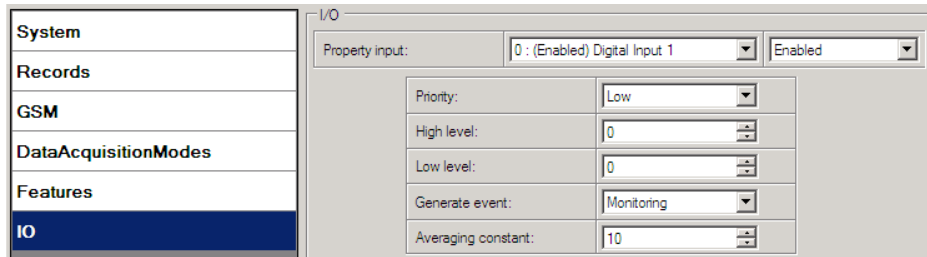 System
Records
GSM
DataAcquisitionModes
Features
IO
I/O
Property input: 0 : (Enabled) Digital Input 1 Enabled
Priority: Low
High level: 0
Low level: 0
Generate event: Monitoring
Averaging constant: 10